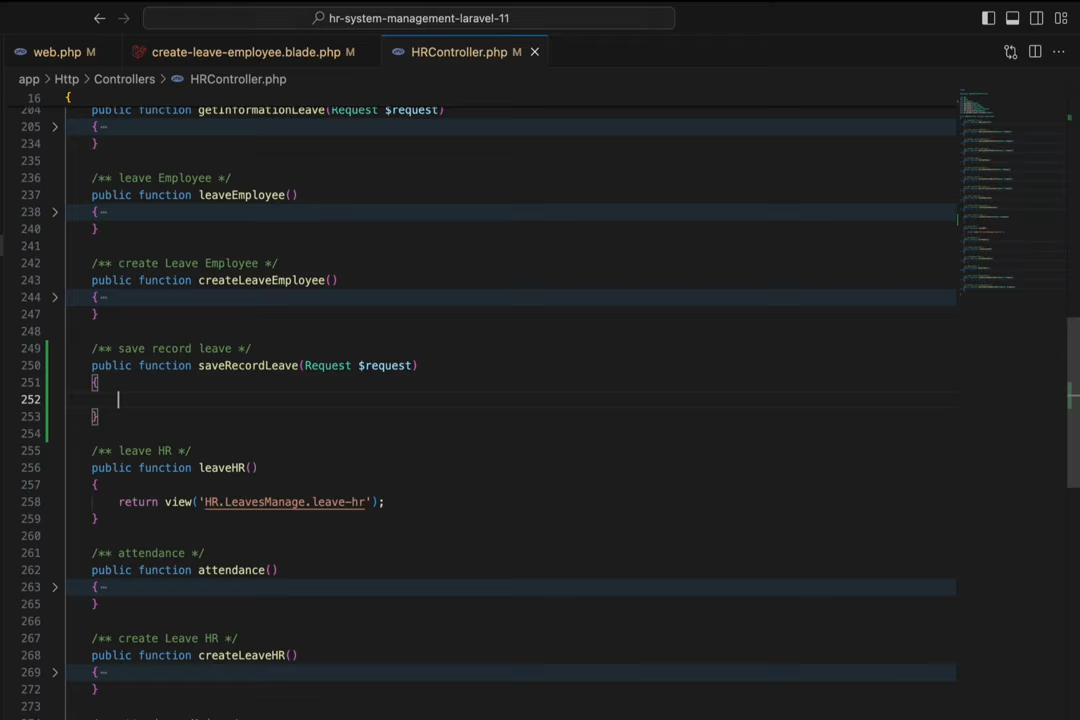 hr-system-management-laravel-11
web.php M
create-leave-employee.blade.php M
HRController.php M
app > Http > Controllers > HRController.php
16 {
204 public function getInformationLeave(Request $request)
205 {
234 }
235
236 /** leave Employee */
237 public function leaveEmployee()
238 {
240 }
241
242 /** create Leave Employee */
243 public function createLeaveEmployee()
244 {
247 }
248
249 /** save record leave */
250 public function saveRecordLeave(Request $request)
251 {
252
253 }
254
255 /** leave HR */
256 public function leaveHR()
257 {
258 return view('HR.LeavesManage.leave-hr');
259 }
260
261 /** attendance */
262 public function attendance()
263 {
265 }
266
267 /** create Leave HR */
268 public function createLeaveHR()
269 {
272 }
273